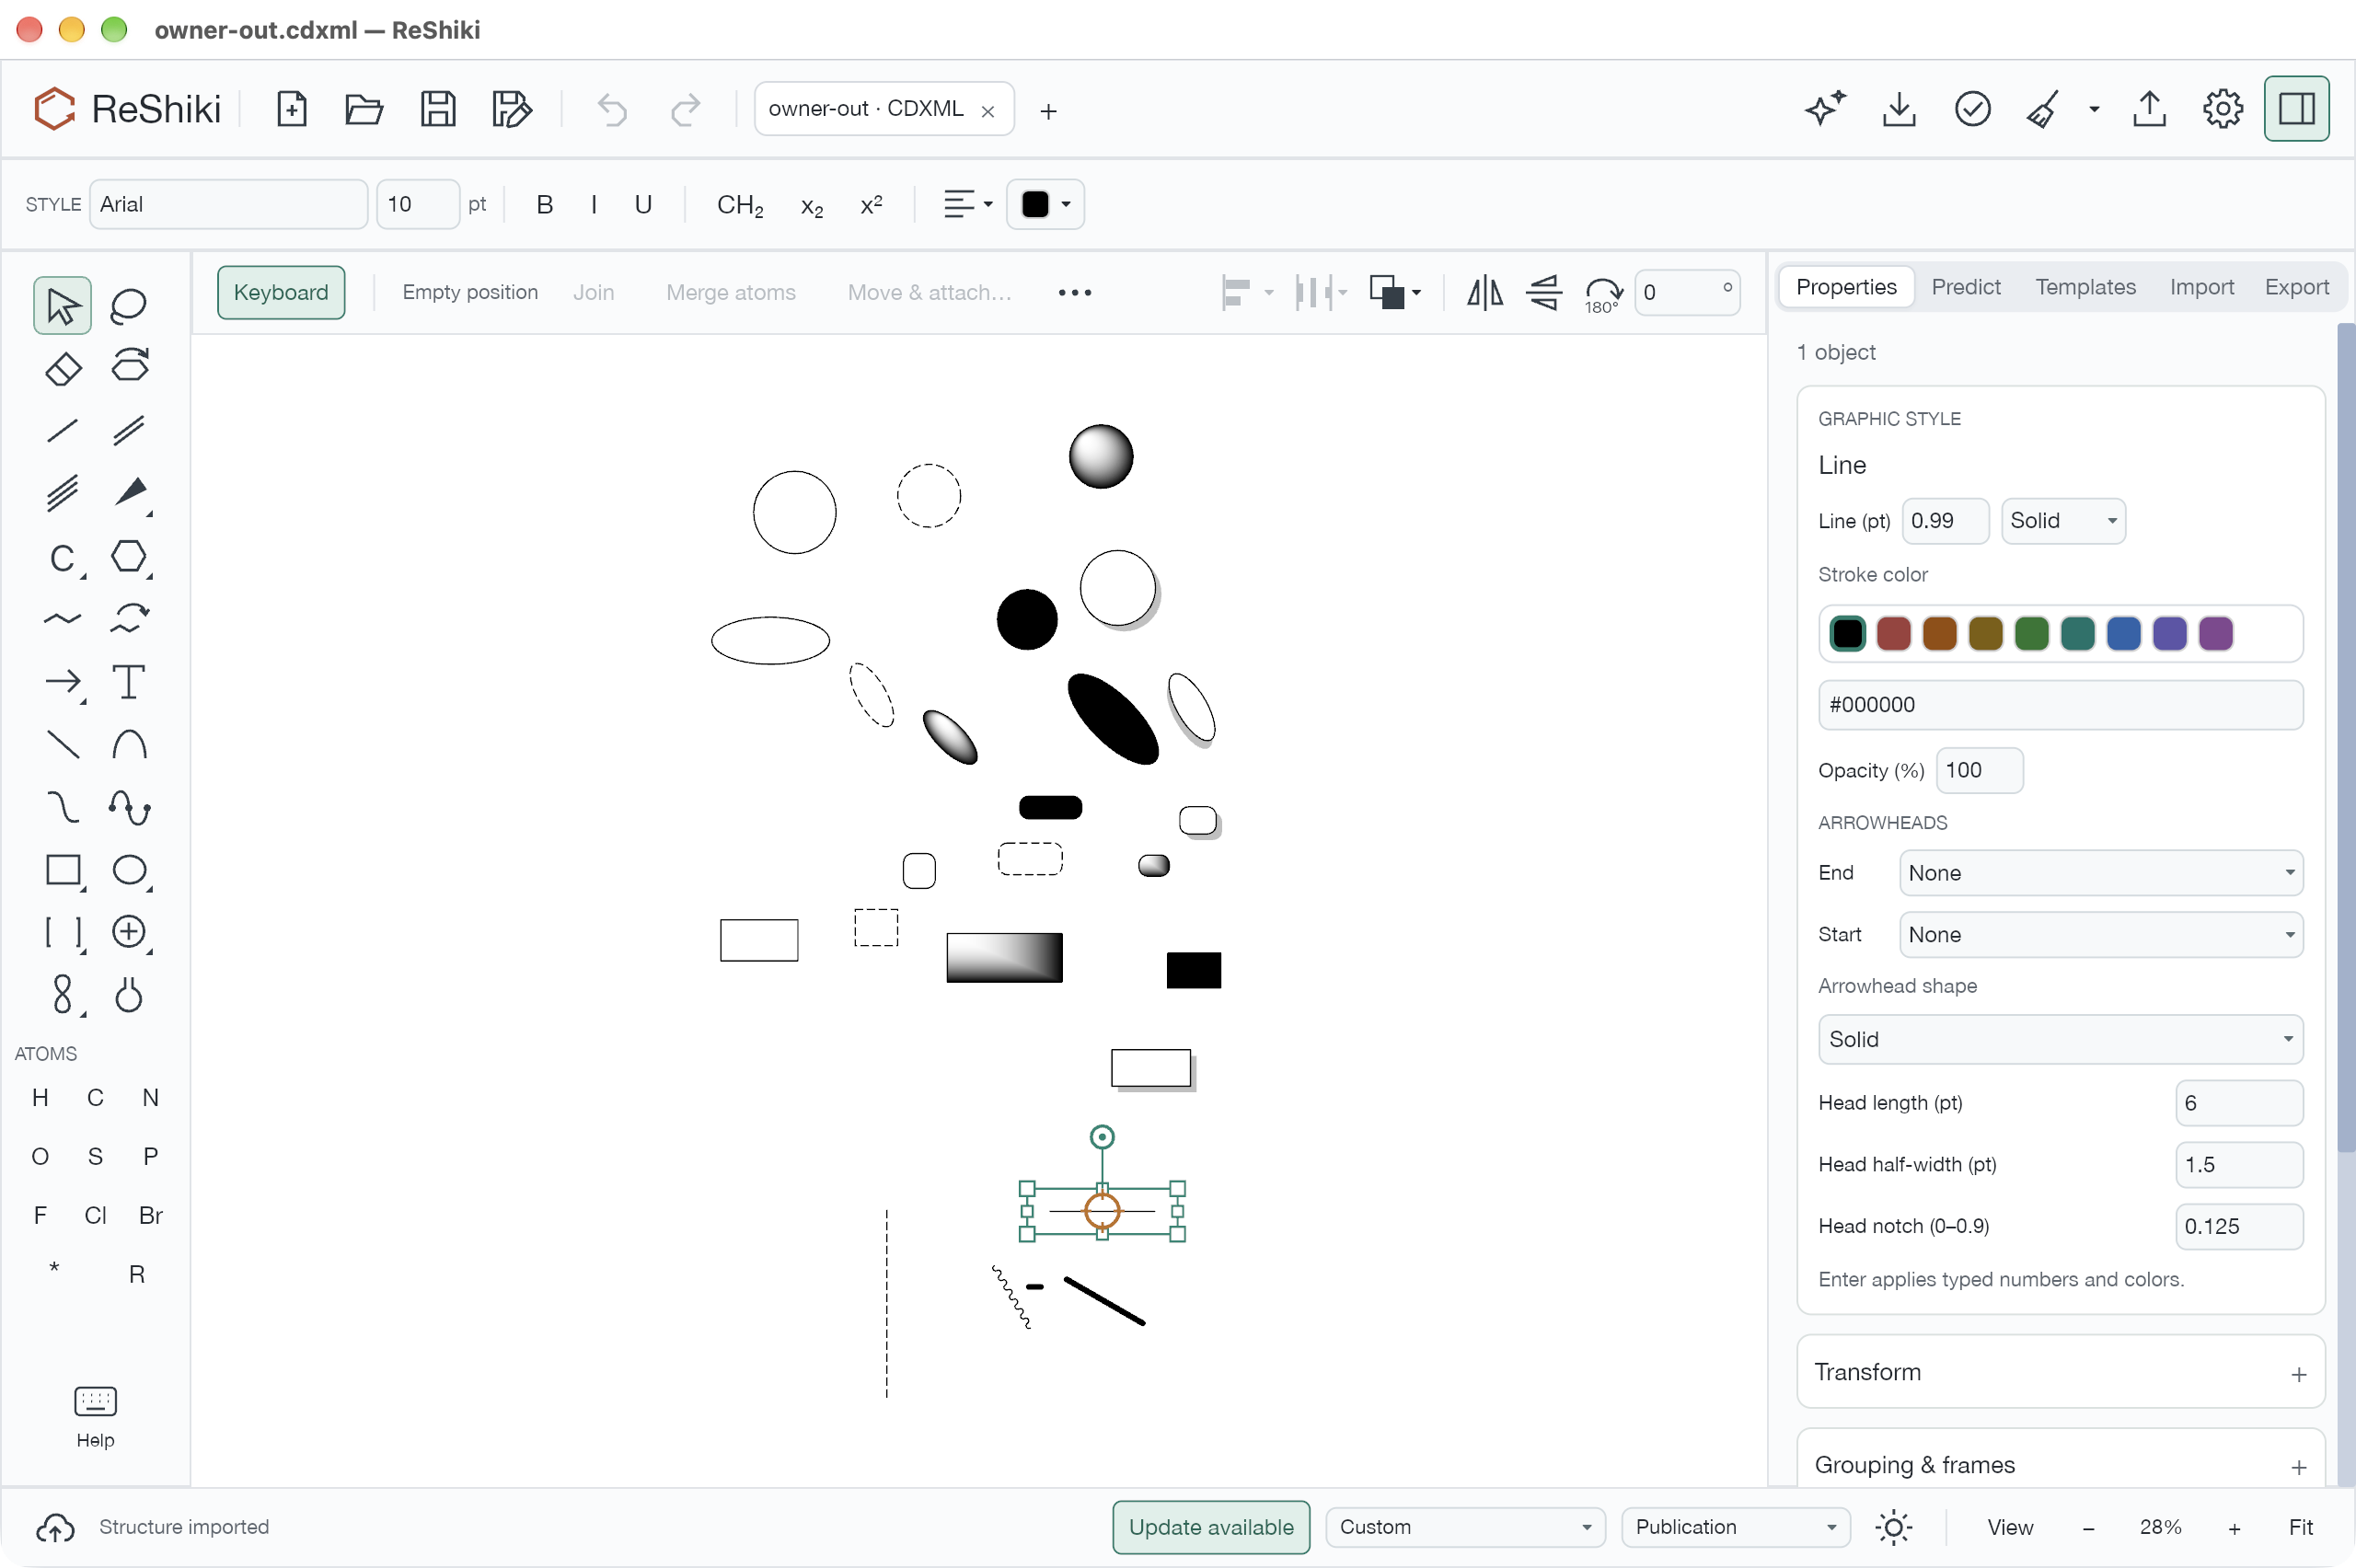 owner-out.cdxml — ReShiki
ReShiki
owner-out · CDXML × +
STYLE Arial 10 pt B I U CH₂ x₂ x²
Keyboard Empty position Join Merge atoms Move & attach... 180° 0 °
Properties Predict Templates Import Export
1 object
GRAPHIC STYLE
Line
Line (pt) 0.99 Solid
Stroke color
#000000
Opacity (%) 100
ARROWHEADS
End None
Start None
Arrowhead shape
Solid
Head length (pt) 6
Head half-width (pt) 1.5
Head notch (0–0.9) 0.125
Enter applies typed numbers and colors.
Transform +
Grouping & frames +
C
T
[ ]
ATOMS
H C N
O S P
F Cl Br
* R
Help
Structure imported
Update available Custom Publication View – 28% + Fit